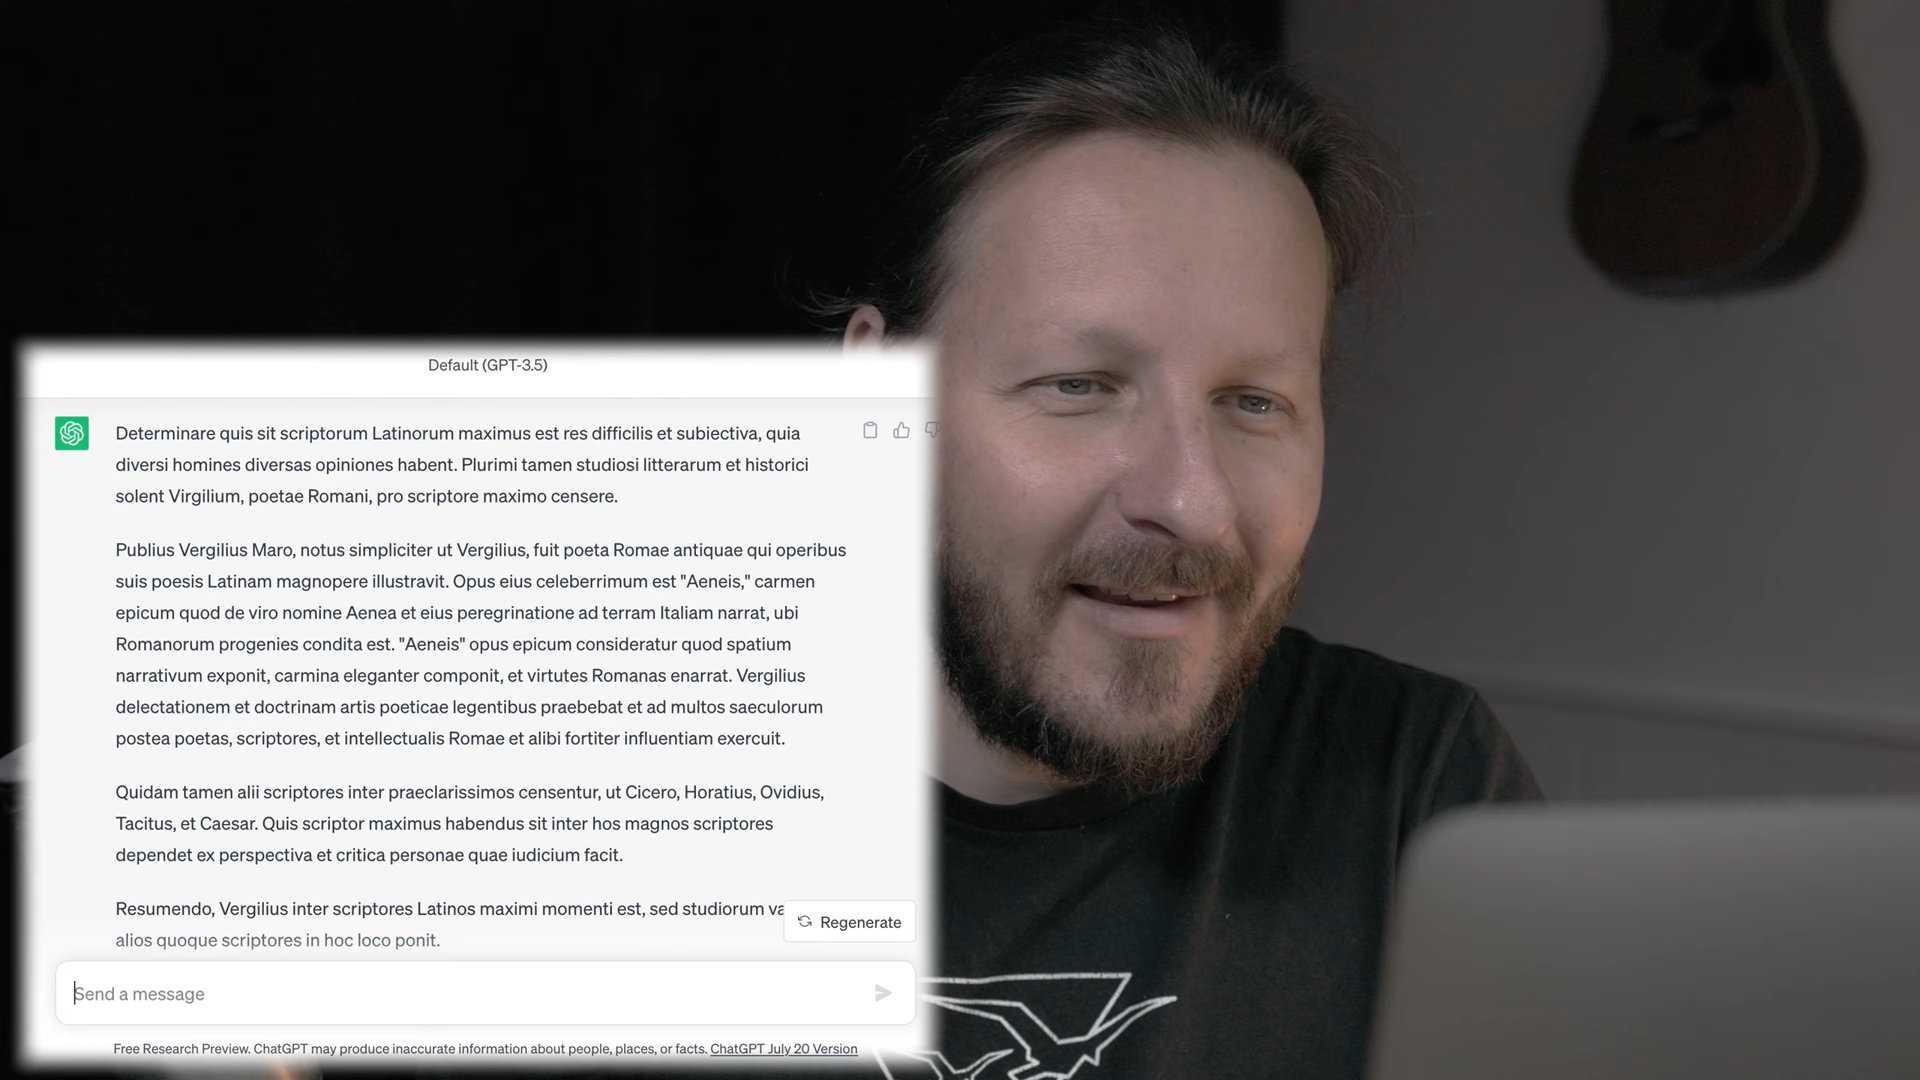 Default (GPT-3.5)
Determinare quis sit scriptorum Latinorum maximus est res difficilis et subiectiva, quia
diversi homines diversas opiniones habent. Plurimi tamen studiosi litterarum et historici
solent Virgilium, poetae Romani, pro scriptore maximo censere.
Publius Vergilius Maro, notus simpliciter ut Vergilius, fuit poeta Romae antiquae qui operibus
suis poesis Latinam magnopere illustravit. Opus eius celeberrimum est "Aeneis," carmen
epicum quod de viro nomine Aenea et eius peregrinatione ad terram Italiam narrat, ubi
Romanorum progenies condita est. "Aeneis" opus epicum consideratur quod spatium
narrativum exponit, carmina eleganter componit, et virtutes Romanas enarrat. Vergilius
delectationem et doctrinam artis poeticae legentibus praebebat et ad multos saeculorum
postea poetas, scriptores, et intellectualis Romae et alibi fortiter influentiam exercuit.
Quidam tamen alii scriptores inter praeclarissimos censentur, ut Cicero, Horatius, Ovidius,
Tacitus, et Caesar. Quis scriptor maximus habendus sit inter hos magnos scriptores
dependet ex perspectiva et critica personae quae iudicium facit.
Resumendo, Vergilius inter scriptores Latinos maximi momenti est, sed studiorum
alios quoque scriptores in hoc loco ponit.
Regenerate
Send a message
Free Research Preview. ChatGPT may produce inaccurate information about people, places, or facts. ChatGPT July 20 Version